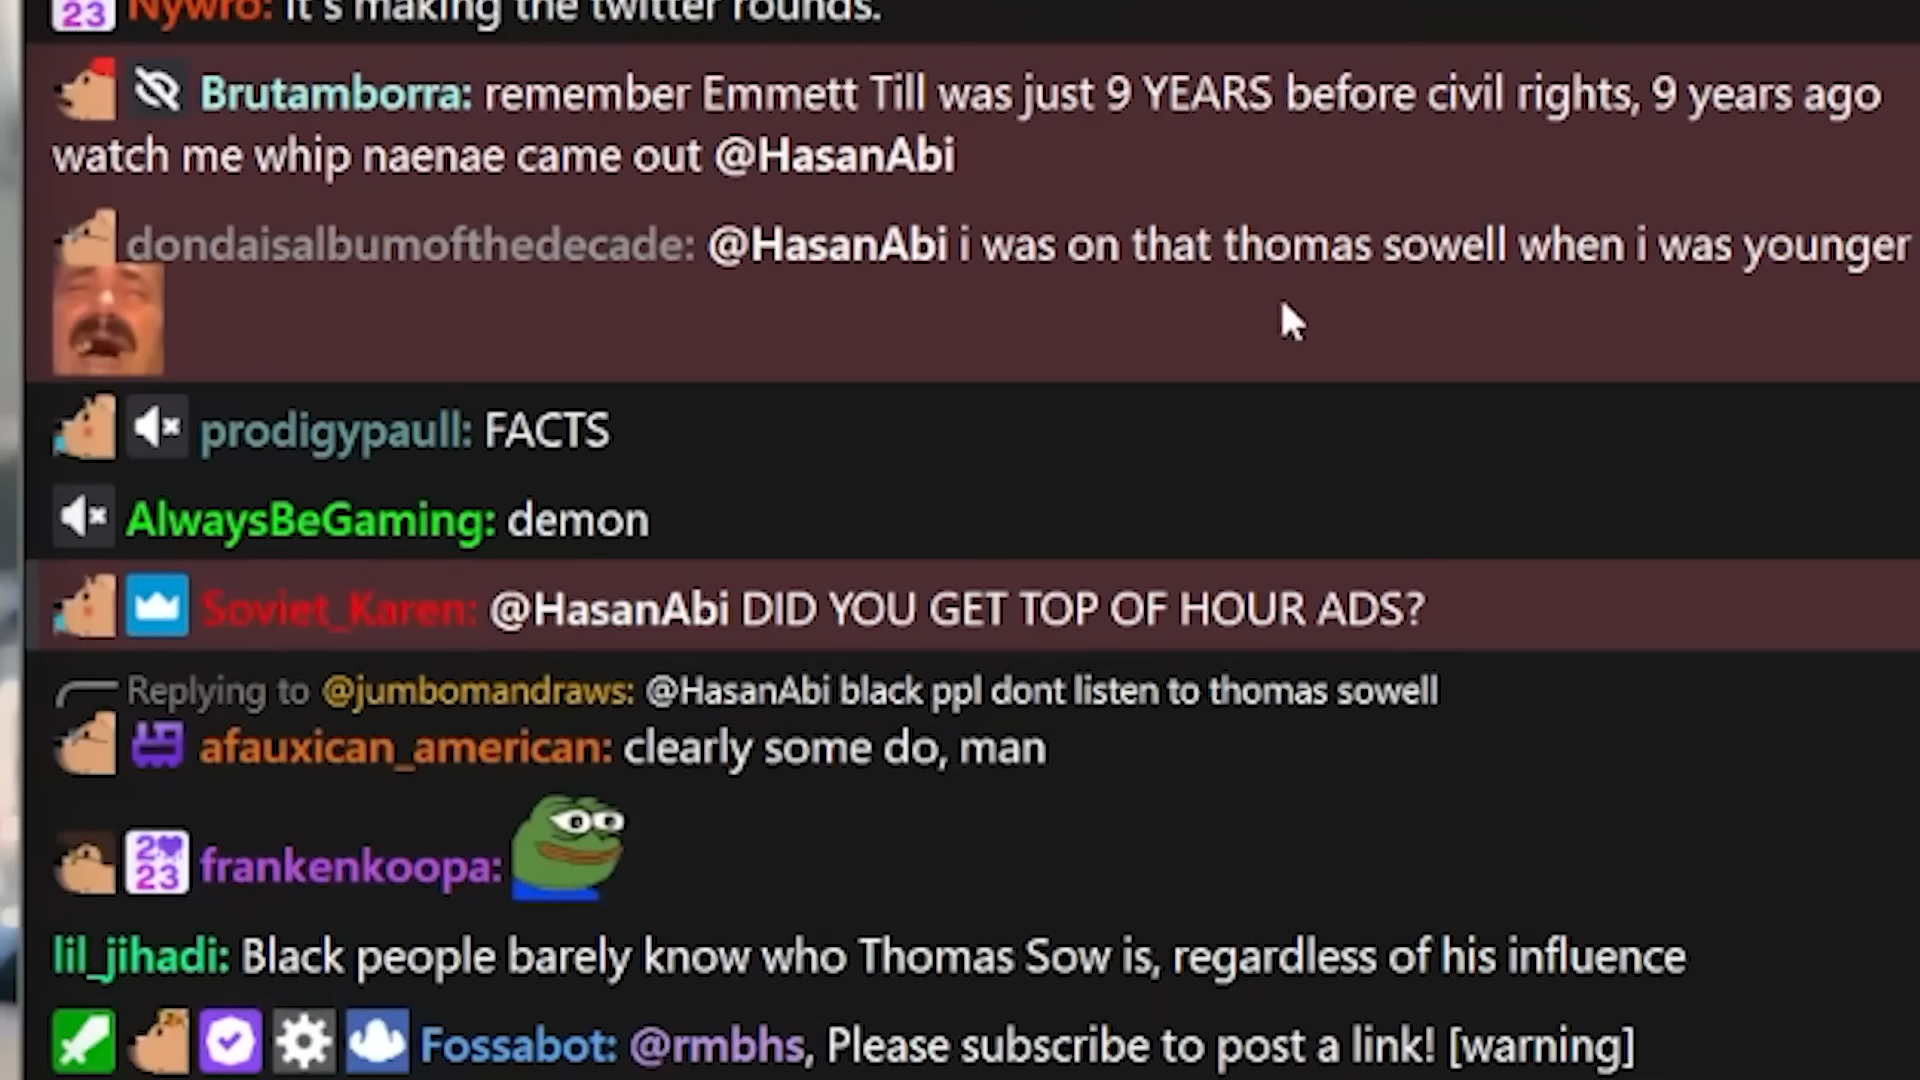 23 Nywro: it's making the twitter rounds.
Brutamborra: remember Emmett Till was just 9 YEARS before civil rights, 9 years ago
watch me whip naenae came out @HasanAbi
dondaisalbumofthedecade: @HasanAbi i was on that thomas sowell when i was younger
prodigypaull: FACTS
AlwaysBeGaming: demon
Soviet_Karen: @HasanAbi DID YOU GET TOP OF HOUR ADS?
Replying to @jumbomandraws: @HasanAbi black ppl dont listen to thomas sowell
afauxican_american: clearly some do, man
2 23 frankenkoopa:
lil_jihadi: Black people barely know who Thomas Sow is, regardless of his influence
Fossabot: @rmbhs, Please subscribe to post a link! [warning]